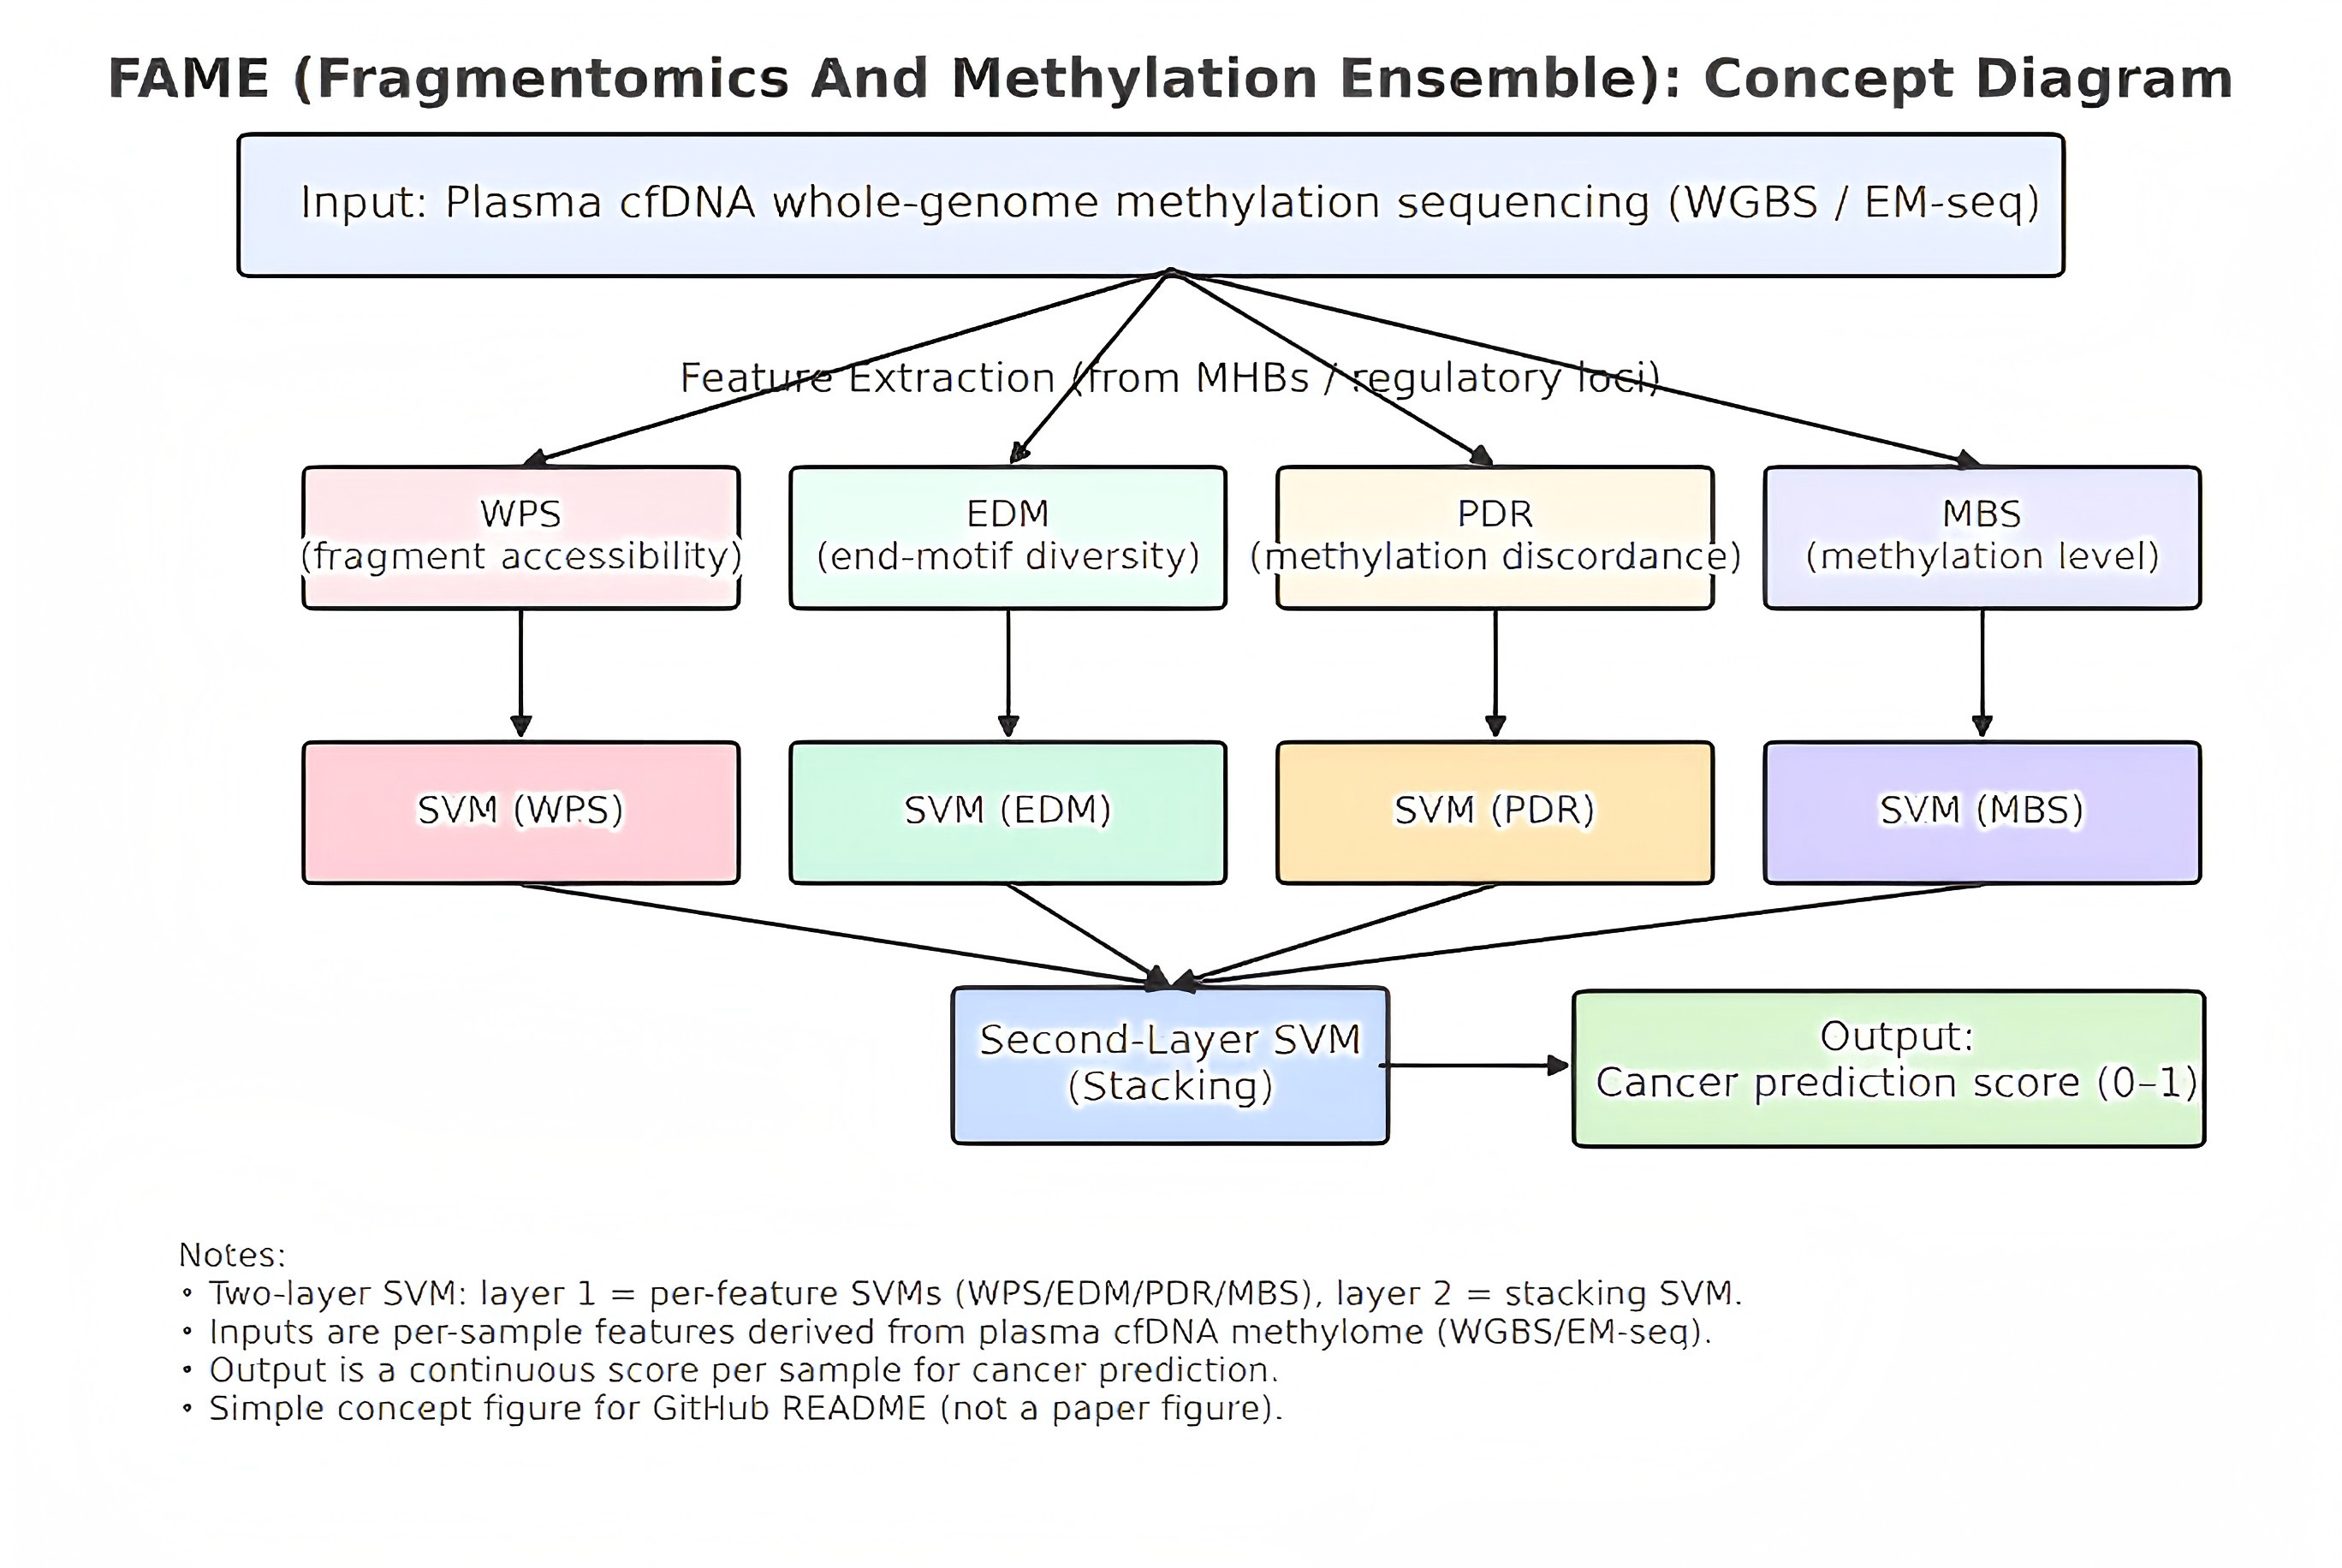 FAME (Fragmentomics And Methylation Ensemble): Concept Diagram
Input: Plasma cfDNA whole-genome methylation sequencing (WGBS / EM-seq)
Feature Extraction (from MHBs / regulatory loci)
WPS
(fragment accessibility)
EDM
(end-motif diversity)
PDR
(methylation discordance)
MBS
(methylation level)
SVM (WPS)
SVM (EDM)
SVM (PDR)
SVM (MBS)
Second-Layer SVM
(Stacking)
Output:
Cancer prediction score (0–1)
Notes:
• Two-layer SVM: layer 1 = per-feature SVMs (WPS/EDM/PDR/MBS), layer 2 = stacking SVM.
• Inputs are per-sample features derived from plasma cfDNA methylome (WGBS/EM-seq).
• Output is a continuous score per sample for cancer prediction.
• Simple concept figure for GitHub README (not a paper figure).